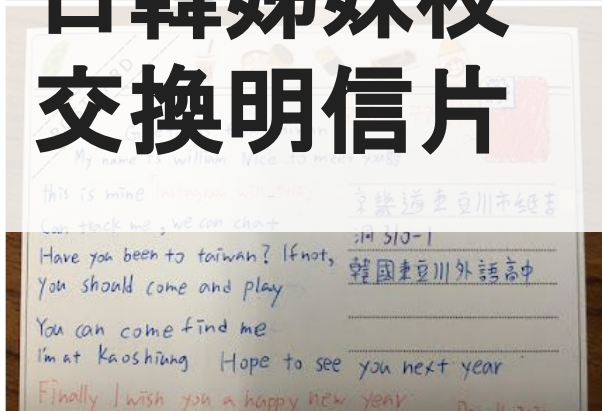 日韓姊妹校
交換明信片
My name is william Nice to meet you
this is mine
Can track me, we can chat
Have you been to taiwan? If not,
You should come and play
You can come find me
I'm at Kaoshiung Hope to see you next year
Finally I wish you a happy new year
京畿道東豆川市紙杏
洞 310-1
韓國東豆川外語高中